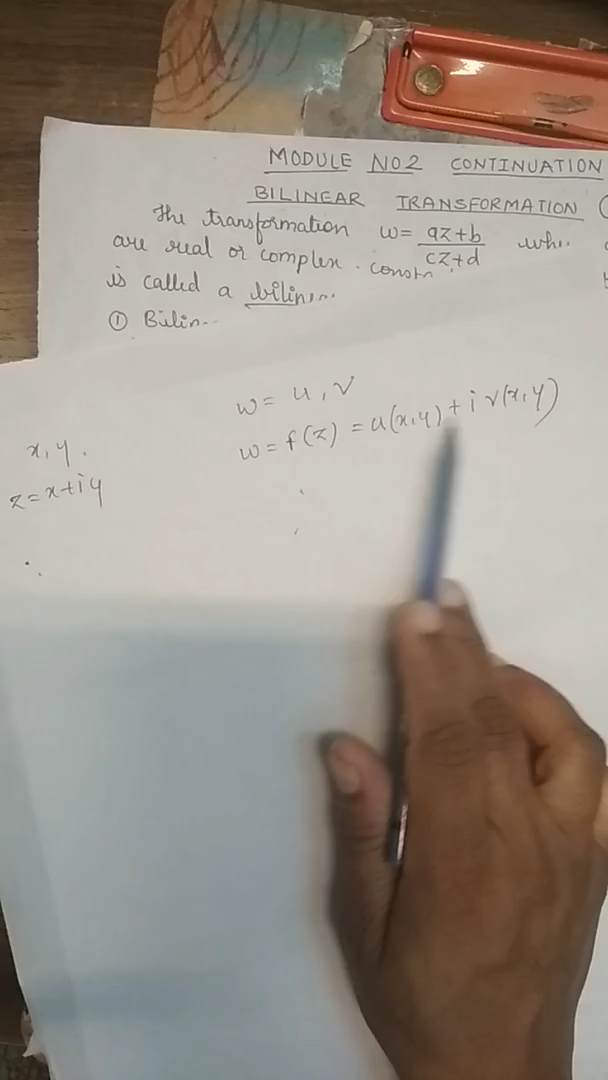 MODULE NO2 CONTINUATION
BILINEAR TRANSFORMATION
The transformation w = az+b / cz+d
are real or complex.
is called a
①
w = u, v
w = f(z) = u(x,y) + i v(x,y)
x, y.
z = x+iy